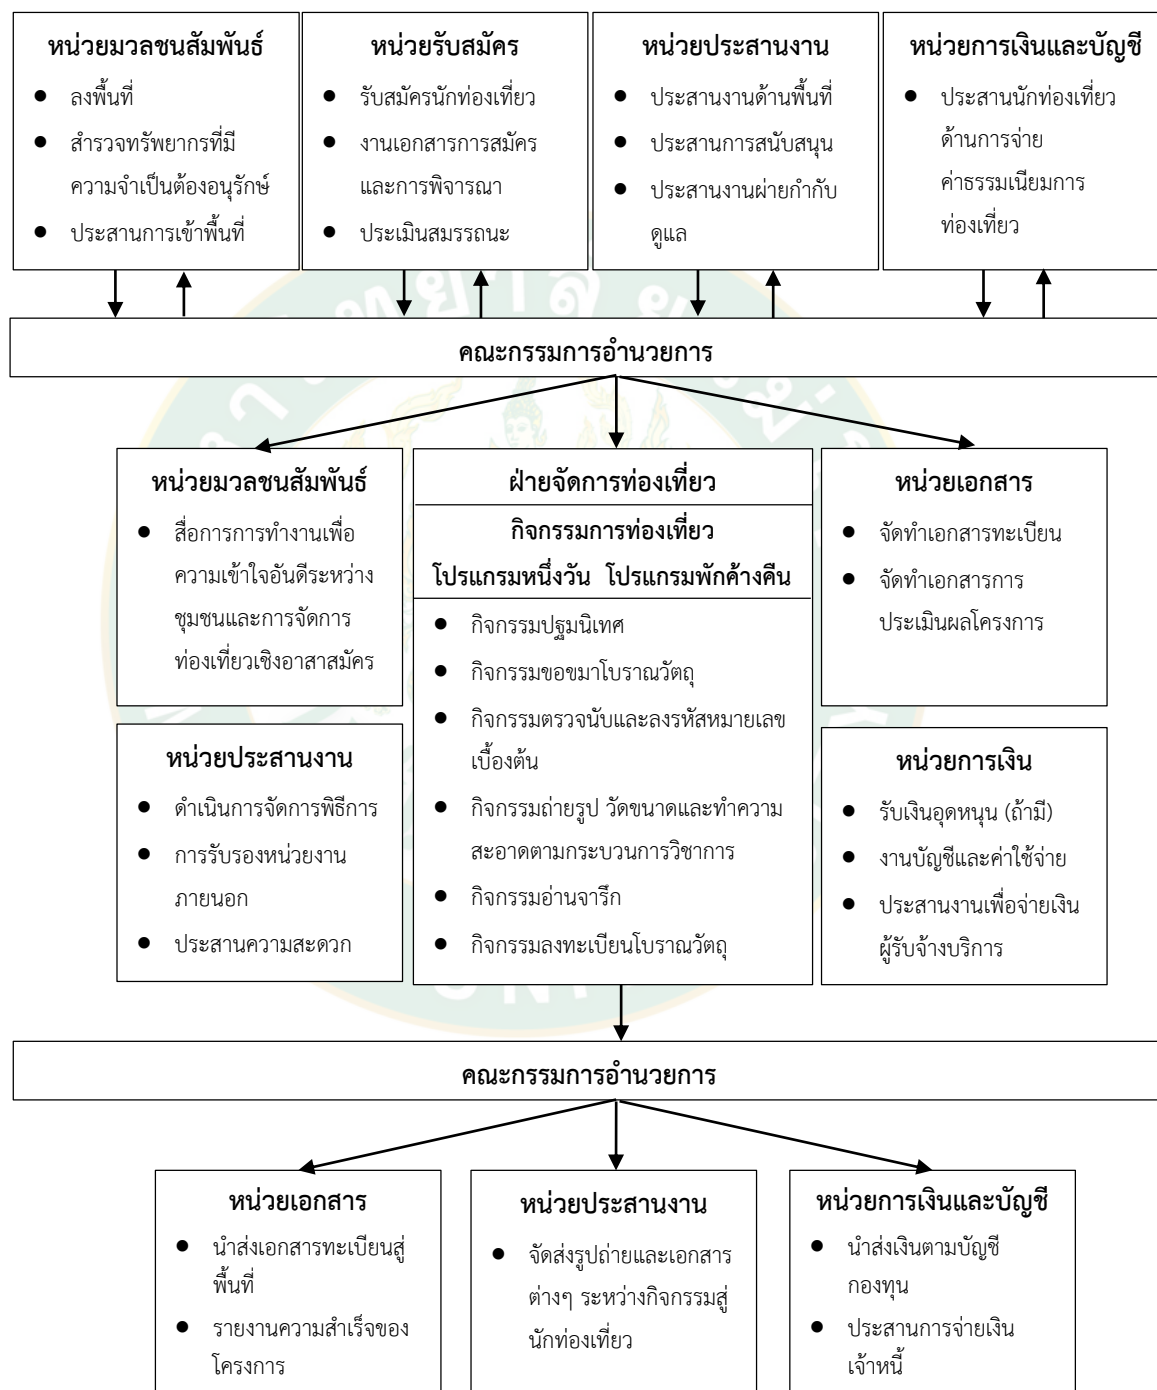 หน่วยมวลชนสัมพันธ์
● ลงพื้นที่
● สำรวจทรัพยากรที่มี
ความจำเป็นต้องอนุรักษ์
● ประสานการเข้าพื้นที่
หน่วยรับสมัคร
● รับสมัครนักท่องเที่ยว
● งานเอกสารการสมัคร
และการพิจารณา
● ประเมินสมรรถนะ
หน่วยประสานงาน
● ประสานงานด้านพื้นที่
● ประสานการสนับสนุน
● ประสานงานผ่ายกำกับ
ดูแล
หน่วยการเงินและบัญชี
● ประสานนักท่องเที่ยว
ด้านการจ่าย
ค่าธรรมเนียมการ
ท่องเที่ยว
คณะกรรมการอำนวยการ
หน่วยมวลชนสัมพันธ์
● สื่อการการทำงานเพื่อ
ความเข้าใจอันดีระหว่าง
ชุมชนและการจัดการ
ท่องเที่ยวเชิงอาสาสมัคร
หน่วยประสานงาน
● ดำเนินการจัดการพิธีการ
● การรับรองหน่วยงาน
ภายนอก
● ประสานความสะดวก
ฝ่ายจัดการท่องเที่ยว
กิจกรรมการท่องเที่ยว
โปรแกรมหนึ่งวัน โปรแกรมพักค้างคืน
● กิจกรรมปฐมนิเทศ
● กิจกรรมขอขมาโบราณวัตถุ
● กิจกรรมตรวจนับและลงรหัสหมายเลข
เบื้องต้น
● กิจกรรมถ่ายรูป วัดขนาดและทำความ
สะอาดตามกระบวนการวิชาการ
● กิจกรรมอ่านจารึก
● กิจกรรมลงทะเบียนโบราณวัตถุ
หน่วยเอกสาร
● จัดทำเอกสารทะเบียน
● จัดทำเอกสารการ
ประเมินผลโครงการ
หน่วยการเงิน
● รับเงินอุดหนุน (ถ้ามี)
● งานบัญชีและค่าใช้จ่าย
● ประสานงานเพื่อจ่ายเงิน
ผู้รับจ้างบริการ
คณะกรรมการอำนวยการ
หน่วยเอกสาร
● นำส่งเอกสารทะเบียนสู่
พื้นที่
● รายงานความสำเร็จของ
โครงการ
หน่วยประสานงาน
● จัดส่งรูปถ่ายและเอกสาร
ต่างๆ ระหว่างกิจกรรมสู่
นักท่องเที่ยว
หน่วยการเงินและบัญชี
● นำส่งเงินตามบัญชี
กองทุน
● ประสานการจ่ายเงิน
เจ้าหนี้